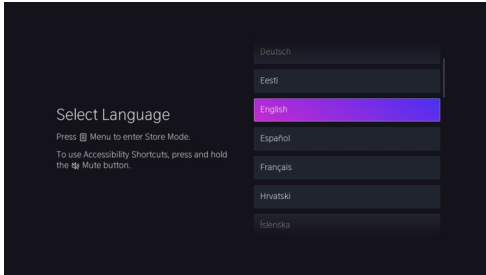 Select Language
Press Menu to enter Store Mode.
To use Accessibility Shortcuts, press and hold
the Mute button.
Deutsch
Eesti
English
Español
Français
Hrvatski
Íslenska